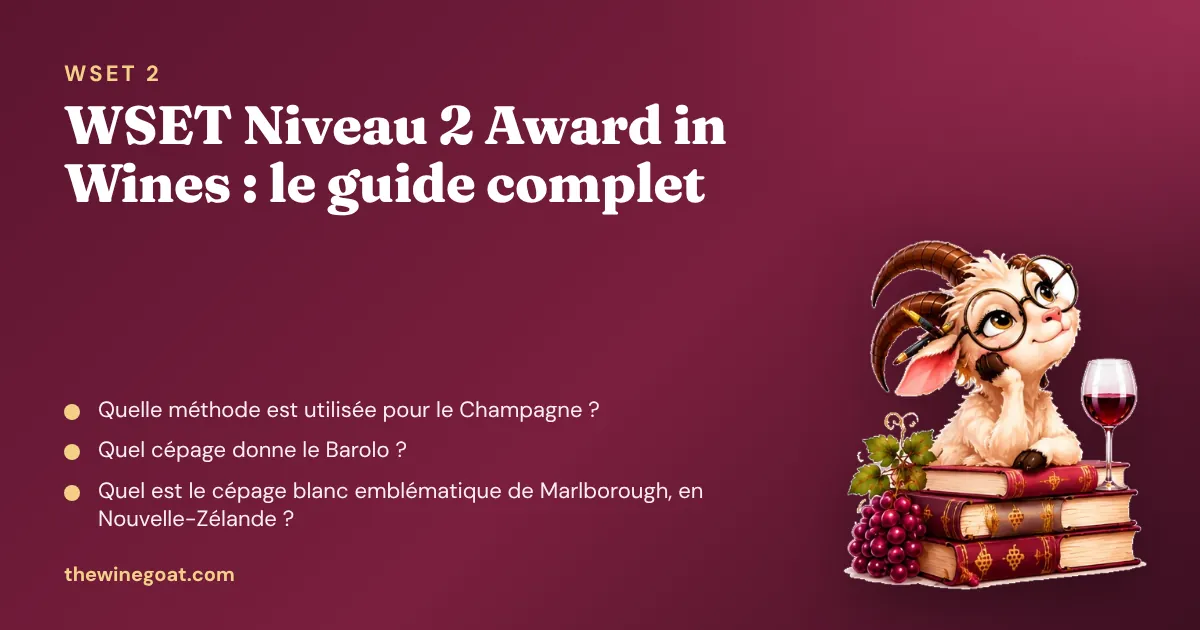 WSET 2
WSET Niveau 2 Award in
Wines : le guide complet
Quelle méthode est utilisée pour le Champagne ?
Quel cépage donne le Barolo ?
Quel est le cépage blanc emblématique de Marlborough, en
Nouvelle-Zélande ?
thewinegoat.com